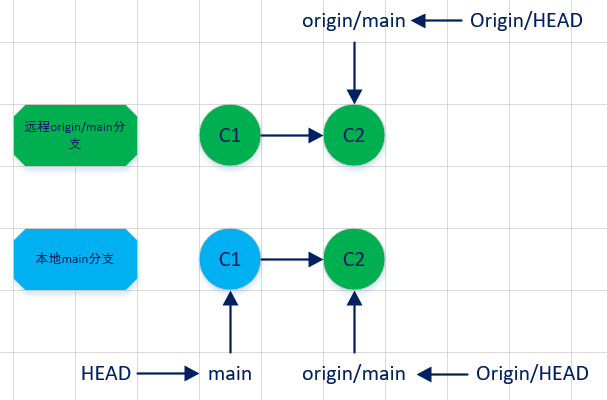 origin/main Origin/HEAD
远程origin/main分
支
C1 C2
本地main分支
C1 C2
HEAD main origin/main Origin/HEAD